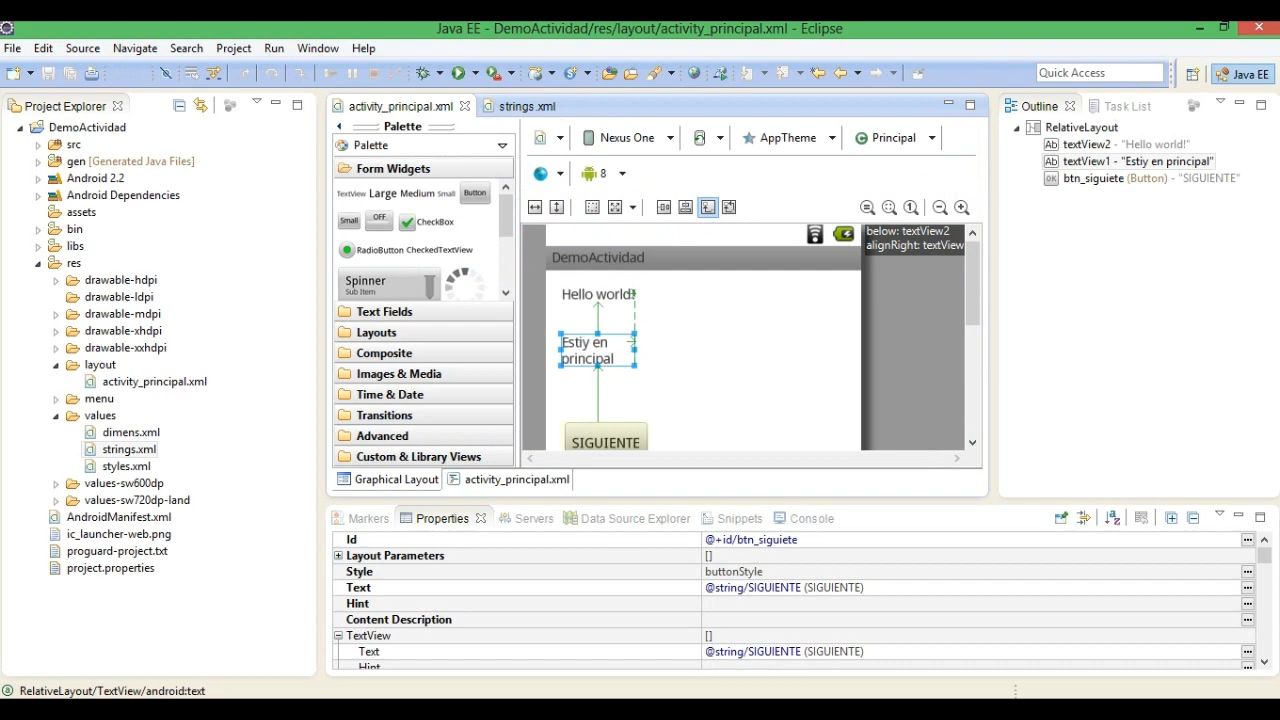 Java EE - DemoActividad/res/layout/activity_principal.xml - Eclipse
File Edit Source Navigate Search Project Run Window Help
Quick Access
Java EE
Project Explorer
DemoActividad
src
gen [Generated Java Files]
Android 2.2
Android Dependencies
assets
bin
libs
res
drawable-hdpi
drawable-ldpi
drawable-mdpi
drawable-xhdpi
drawable-xxhdpi
layout
activity_principal.xml
menu
values
dimens.xml
strings.xml
styles.xml
values-sw600dp
values-sw720dp-land
AndroidManifest.xml
ic_launcher-web.png
proguard-project.txt
project.properties
activity_principal.xml
strings.xml
Palette
Palette
Form Widgets
TextView Large Medium Small Button
Small OFF CheckBox
RadioButton CheckedTextView
Spinner
Sub Item
Text Fields
Layouts
Composite
Images & Media
Time & Date
Transitions
Advanced
Custom & Library Views
Nexus One
AppTheme
Principal
8
below: textView2
alignRight: textView
DemoActividad
Hello world!
Estiy en
principal
SIGUIENTE
Graphical Layout
activity_principal.xml
Outline
Task List
RelativeLayout
textView2 - "Hello world!"
textView1 - "Estiy en principal"
btn_siguiete (Button) - "SIGUIENTE"
Markers Properties Servers Data Source Explorer Snippets Console
Id @+id/btn_siguiete
Layout Parameters []
Style buttonStyle
Text @string/SIGUIENTE (SIGUIENTE)
Hint
Content Description
TextView []
Text @string/SIGUIENTE (SIGUIENTE)
Hint
RelativeLayout/TextView/android:text